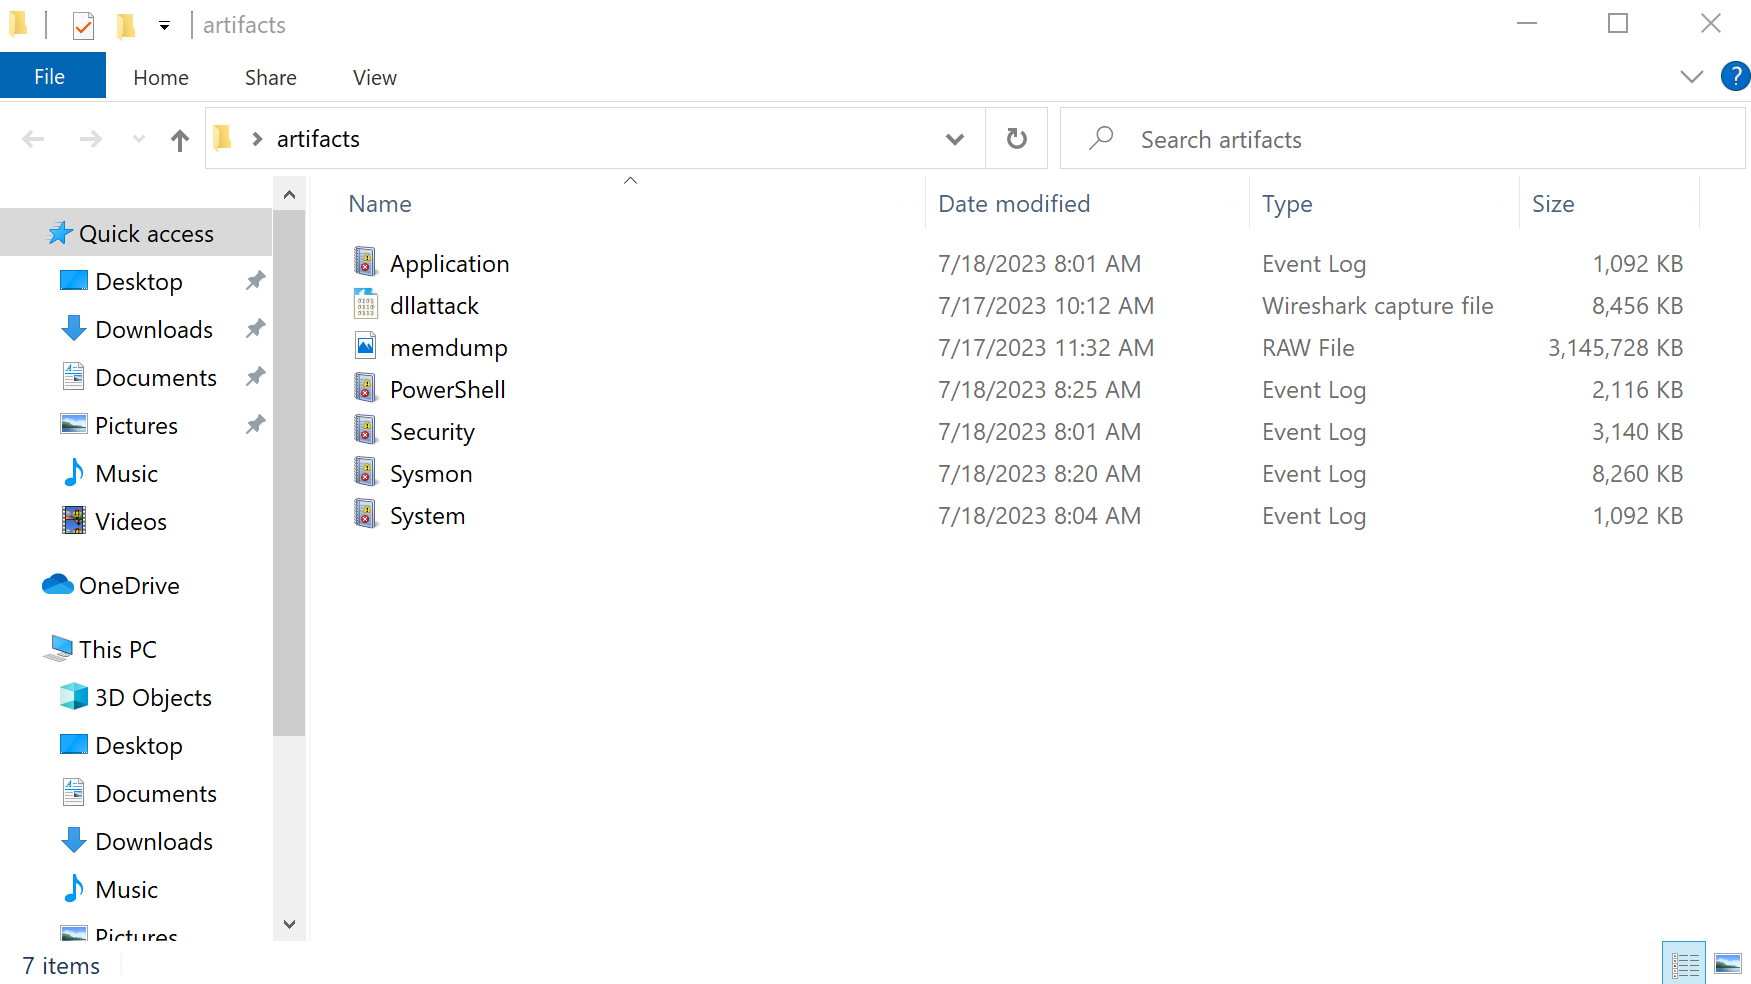 artifacts
File Home Share View
?
artifacts
Search artifacts
Quick access
Desktop
Downloads
Documents
Pictures
Music
Videos
OneDrive
This PC
3D Objects
Desktop
Documents
Downloads
Music
Pictures
Name Date modified Type Size
Application 7/18/2023 8:01 AM Event Log 1,092 KB
dllattack 7/17/2023 10:12 AM Wireshark capture file 8,456 KB
memdump 7/17/2023 11:32 AM RAW File 3,145,728 KB
PowerShell 7/18/2023 8:25 AM Event Log 2,116 KB
Security 7/18/2023 8:01 AM Event Log 3,140 KB
Sysmon 7/18/2023 8:20 AM Event Log 8,260 KB
System 7/18/2023 8:04 AM Event Log 1,092 KB
7 items